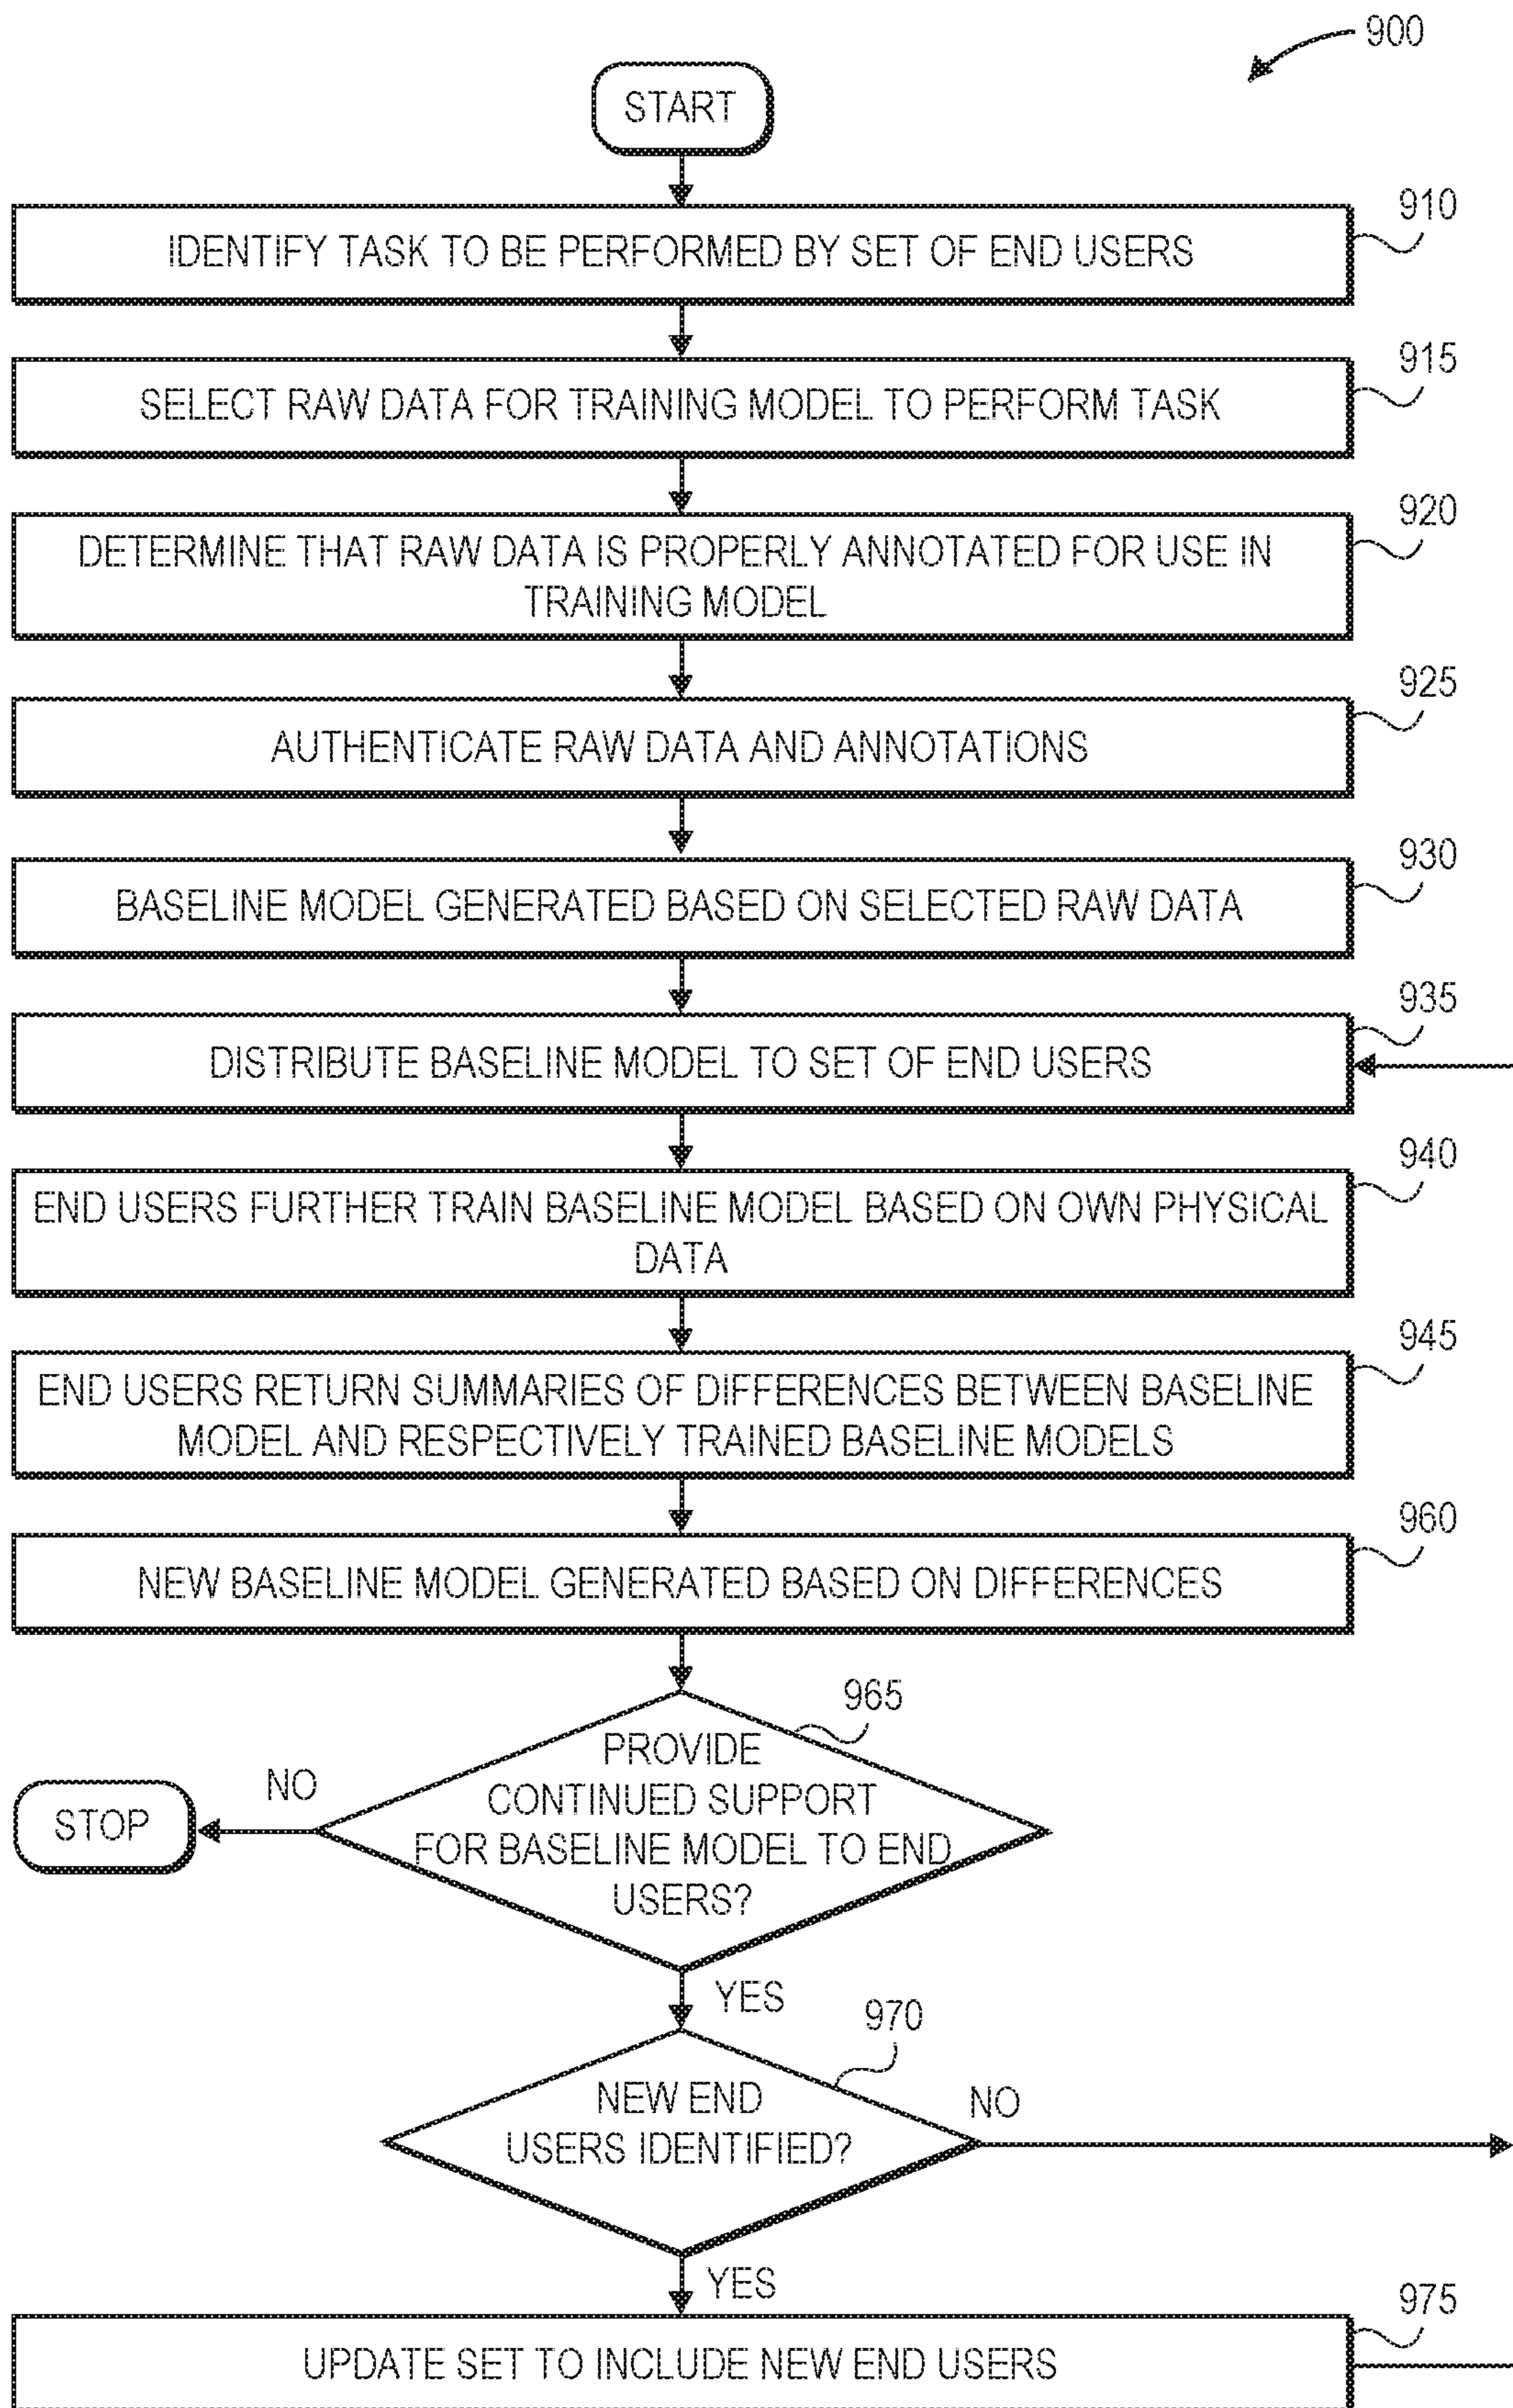 900
START
910
IDENTIFY TASK TO BE PERFORMED BY SET OF END USERS
915
SELECT RAW DATA FOR TRAINING MODEL TO PERFORM TASK
920
DETERMINE THAT RAW DATA IS PROPERLY ANNOTATED FOR USE IN
TRAINING MODEL
925
AUTHENTICATE RAW DATA AND ANNOTATIONS
930
BASELINE MODEL GENERATED BASED ON SELECTED RAW DATA
935
DISTRIBUTE BASELINE MODEL TO SET OF END USERS
940
END USERS FURTHER TRAIN BASELINE MODEL BASED ON OWN PHYSICAL
DATA
945
END USERS RETURN SUMMARIES OF DIFFERENCES BETWEEN BASELINE
MODEL AND RESPECTIVELY TRAINED BASELINE MODELS
960
NEW BASELINE MODEL GENERATED BASED ON DIFFERENCES
965
PROVIDE
CONTINUED SUPPORT
FOR BASELINE MODEL TO END
USERS?
NO
STOP
YES
970
NEW END
USERS IDENTIFIED?
NO
YES
975
UPDATE SET TO INCLUDE NEW END USERS